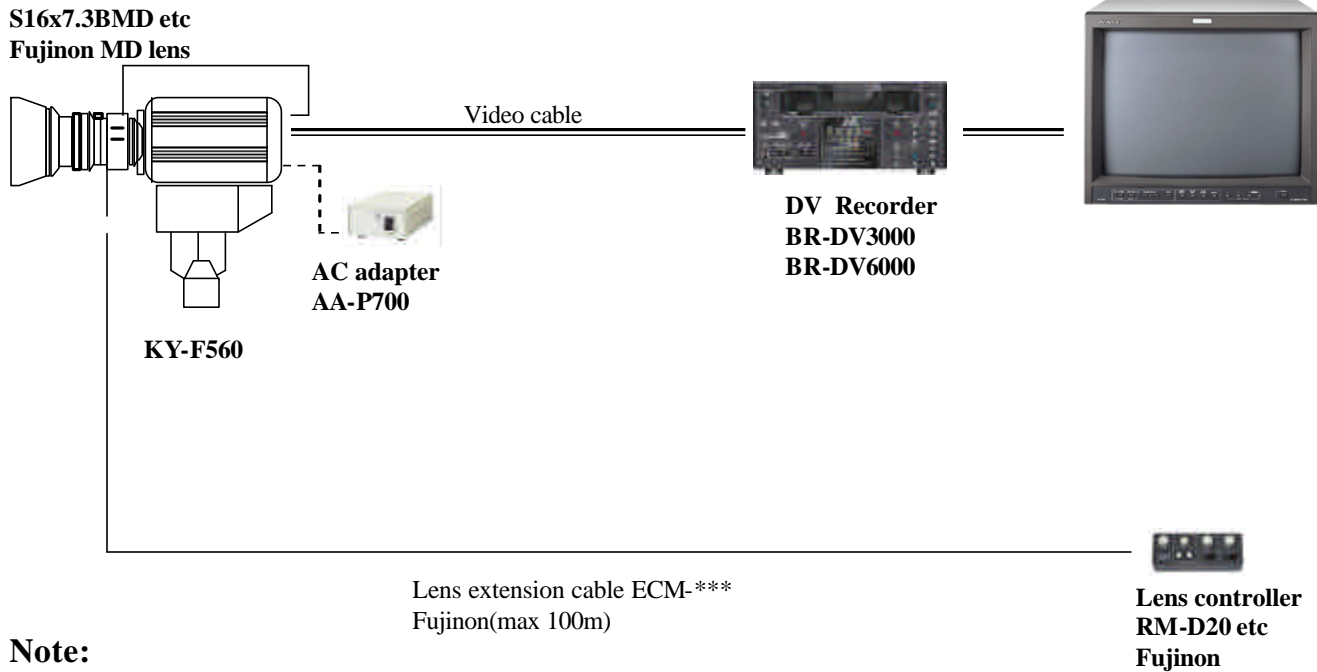 S16x7.3BMD etc
Fujinon MD lens
Video cable
DV Recorder
BR-DV3000
BR-DV6000
AC adapter
AA-P700
KY-F560
Lens extension cable ECM-***
Fujinon(max 100m)
Lens controller
RM-D20 etc
Fujinon
Note: